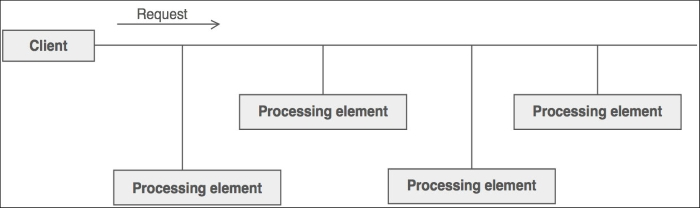 Request
Client
Processing element
Processing element
Processing element
Processing element